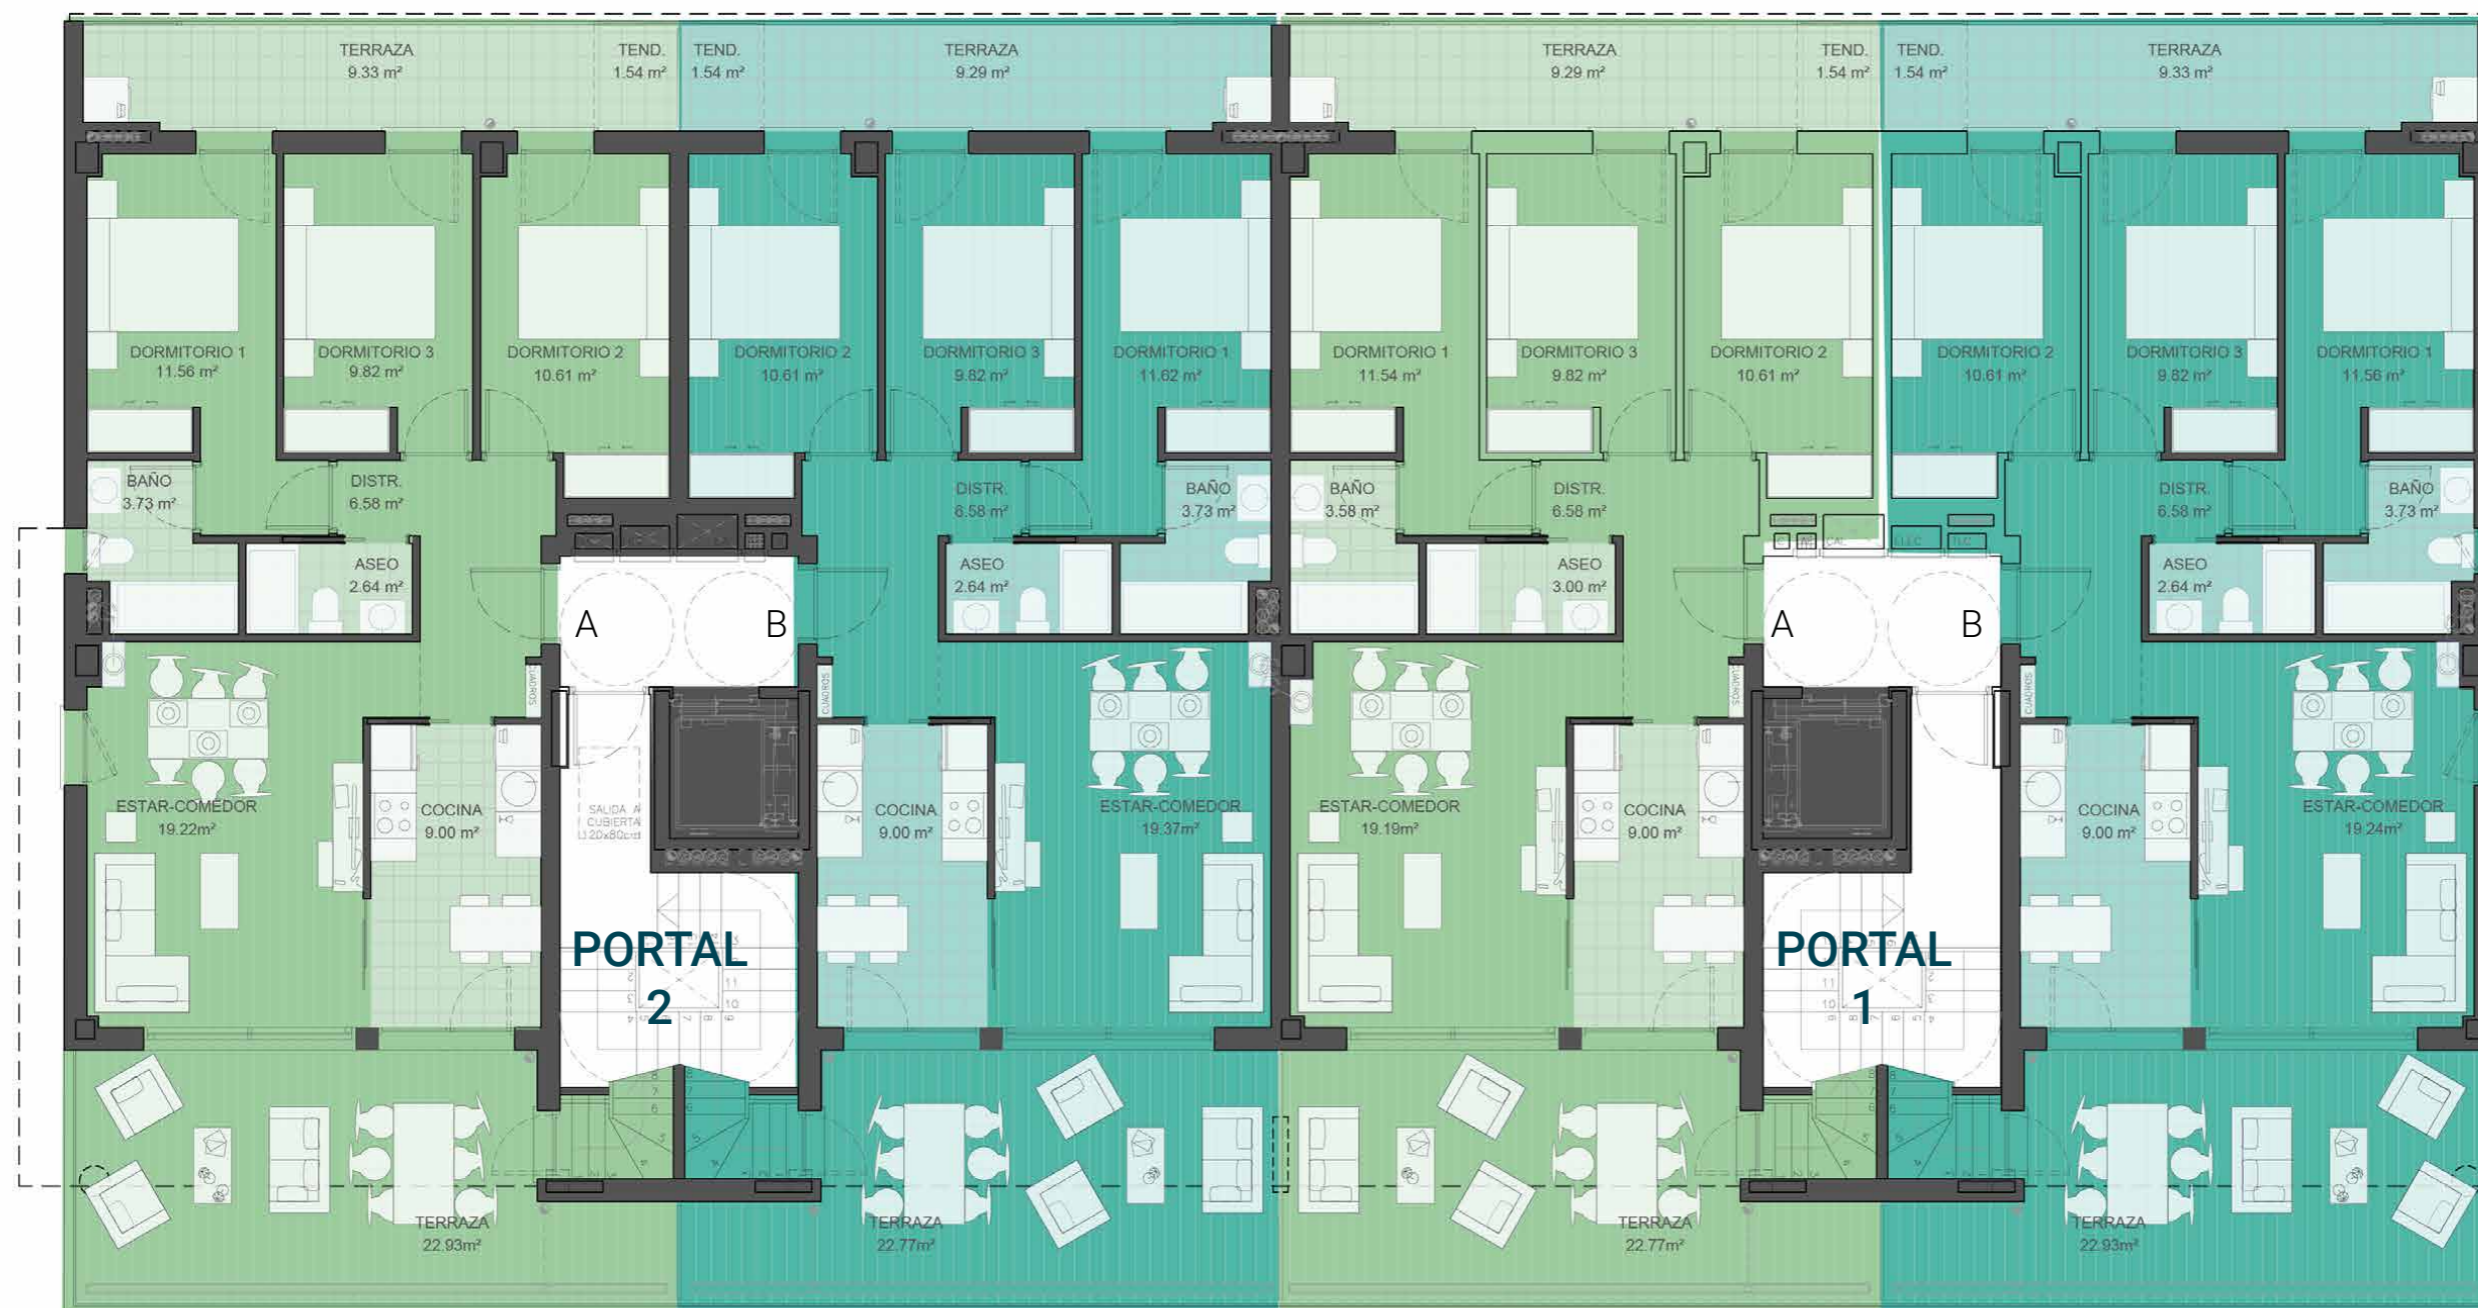 TERRAZA
9.33 m²
TEND.
1.54 m²
TEND.
1.54 m²
TERRAZA
9.29 m²
TERRAZA
9.29 m²
TEND.
1.54 m²
TEND.
1.54 m²
TERRAZA
9.33 m²
DORMITORIO 1
11.56 m²
DORMITORIO 3
9.82 m²
DORMITORIO 2
10.61 m²
DORMITORIO 2
10.61 m²
DORMITORIO 3
9.82 m²
DORMITORIO 1
11.62 m²
DORMITORIO 1
11.54 m²
DORMITORIO 3
9.82 m²
DORMITORIO 2
10.61 m²
DORMITORIO 2
10.61 m²
DORMITORIO 3
9.82 m²
DORMITORIO 1
11.56 m²
BAÑO
3.73 m²
DISTR.
6.58 m²
DISTR.
6.58 m²
BAÑO
3.73 m²
BAÑO
3.58 m²
DISTR.
6.58 m²
DISTR.
6.58 m²
BAÑO
3.73 m²
ASEO
2.64 m²
ASEO
2.64 m²
ASEO
3.00 m²
ASEO
2.64 m²
A
B
A
B
CUADROS
CUADROS
CUADROS
CUADROS
ESTAR-COMEDOR
19.22m²
COCINA
9.00 m²
SALIDA A
CUBIERTA
120x80cm
COCINA
9.00 m²
ESTAR-COMEDOR
19.37m²
ESTAR-COMEDOR
19.19m²
COCINA
9.00 m²
COCINA
9.00 m²
ESTAR-COMEDOR
19.24m²
PORTAL
2
PORTAL
1
TERRAZA
22.93m²
TERRAZA
22.77m²
TERRAZA
22.77m²
TERRAZA
22.93m²